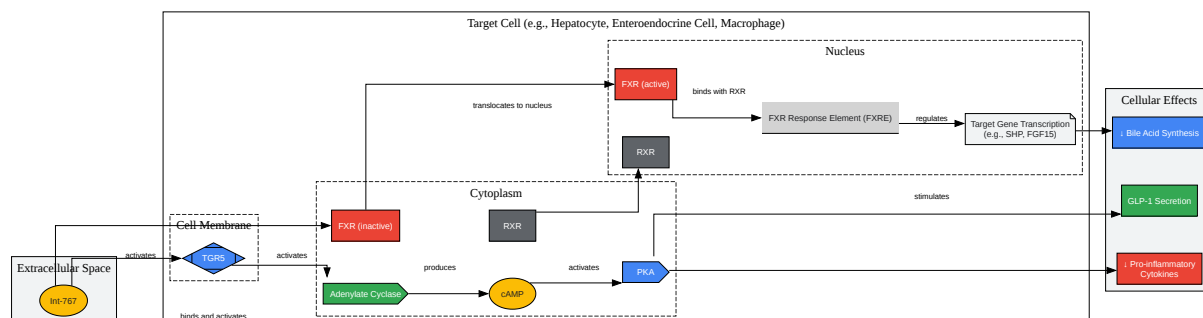 Target Cell (e.g., Hepatocyte, Enteroendocrine Cell, Macrophage)
Nucleus
FXR (active)
binds with RXR
translocates to nucleus
FXR Response Element (FXRE)
regulates
Target Gene Transcription
(e.g., SHP, FGF15)
RXR
Cellular Effects
↓ Bile Acid Synthesis
GLP-1 Secretion
↓ Pro-inflammatory
Cytokines
stimulates
Cytoplasm
FXR (inactive)
RXR
Cell Membrane
TGR5
activates
activates
Extracellular Space
Int-767
Adenylate Cyclase
produces
cAMP
activates
PKA
binds and activates